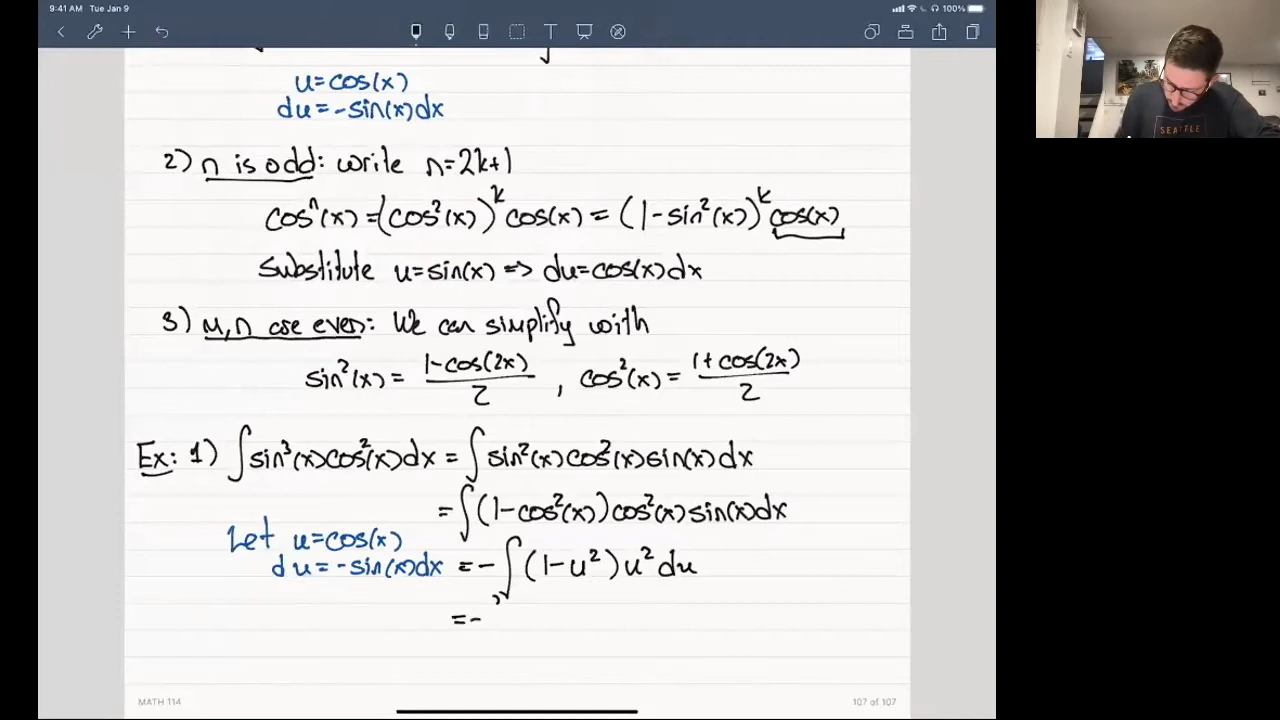 9:41 AM Tue Jan 9
100%
u=cos(x)
du=-sin(x)dx
2) n is odd: write n=2k+1
cosⁿ(x)=(cos²(x))ᵏcos(x)=(1-sin²(x))ᵏcos(x)
Substitute u=sin(x)=>du=cos(x)dx
3) m,n are even: We can simplify with
sin²(x)=(1-cos(2x))/2, cos²(x)=(1+cos(2x))/2
Ex: 1) ∫sin³(x)cos²(x)dx=∫sin²(x)cos²(x)sin(x)dx
=∫(1-cos²(x))cos²(x)sin(x)dx
Let u=cos(x)
du=-sin(x)dx =-∫(1-u²)u²du
=-
MATH 114
107 of 107
SEATTLE